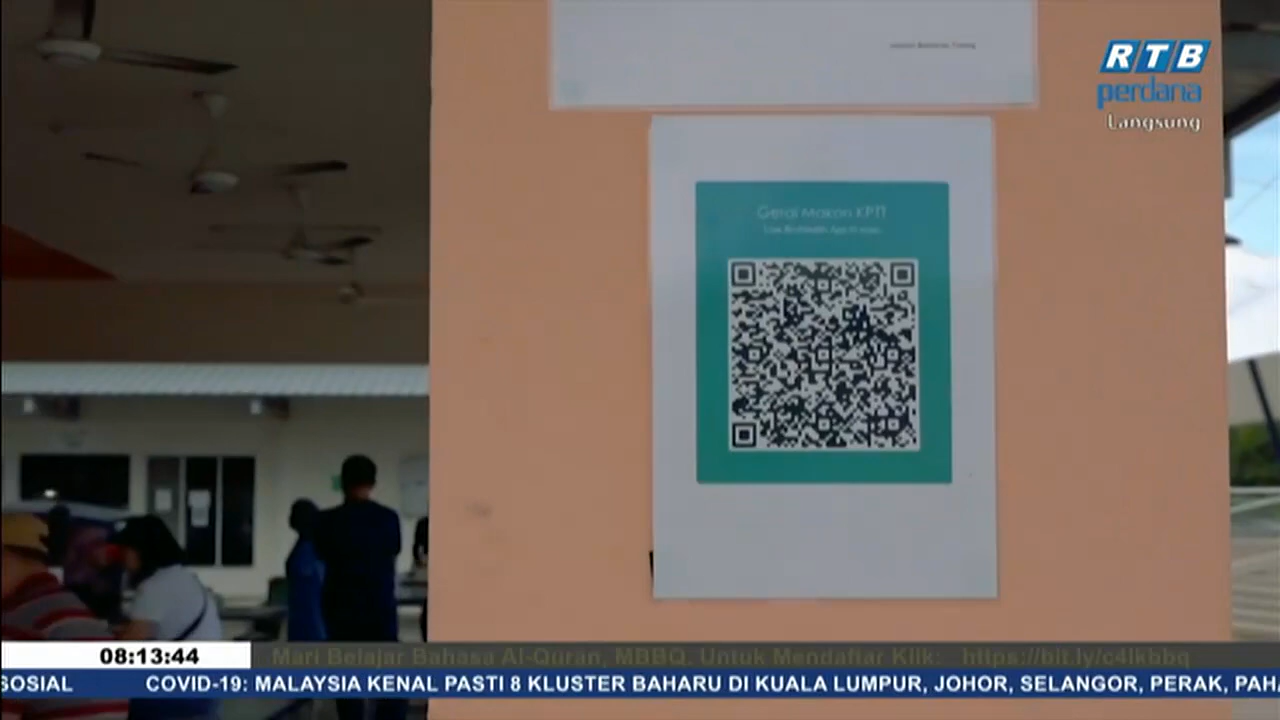 RTB
perdana
Langsung
Gerai Makan KPTT
08:13:44
Mari Belajar Bahasa Al-Quran, MBBQ. Untuk Mendaftar Klik: https://bit.ly/c4lkbbq
SOSIAL COVID-19: MALAYSIA KENAL PASTI 8 KLUSTER BAHARU DI KUALA LUMPUR, JOHOR, SELANGOR, PERAK, PAHA